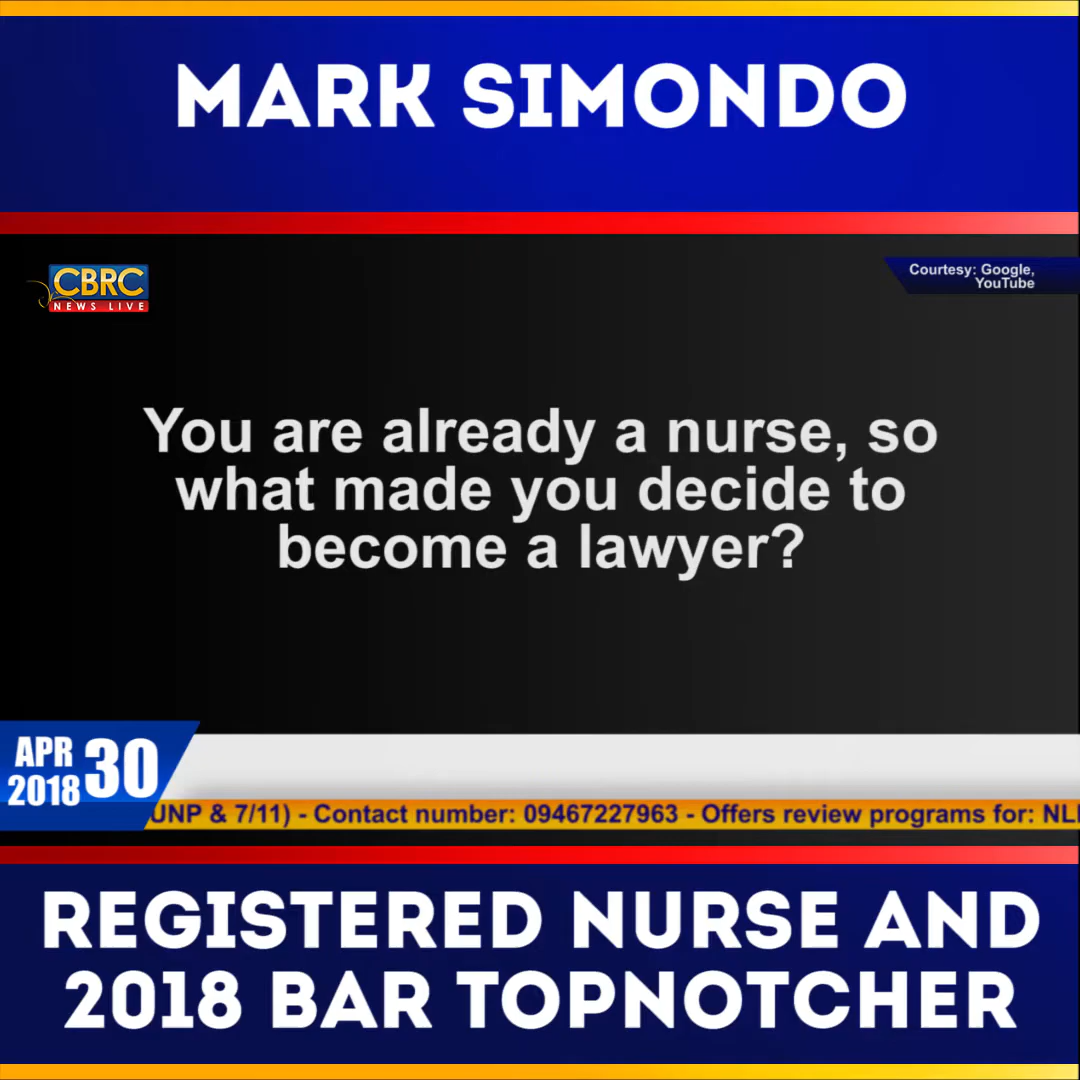 MARK SIMONDO
CBRC
NEWS LIVE
Courtesy: Google,
YouTube
You are already a nurse, so
what made you decide to
become a lawyer?
APR
2018
30
UNP & 7/11) - Contact number: 09467227963 - Offers review programs for:
REGISTERED NURSE AND
2018 BAR TOPNOTCHER